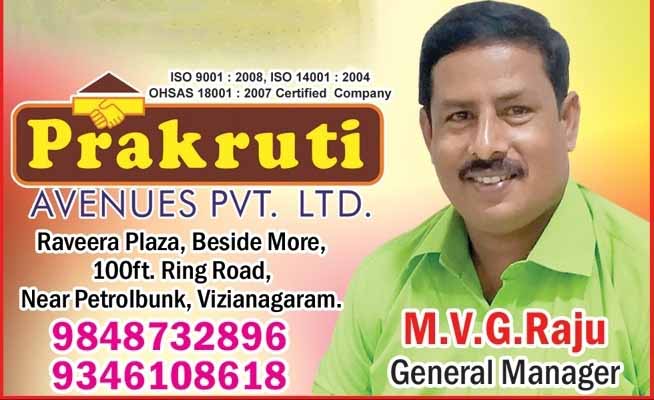 ISO 9001 : 2008, ISO 14001 : 2004
OHSAS 18001 : 2007 Certified Company
Prakruti
AVENUES PVT. LTD.
Raveera Plaza, Beside More,
100ft. Ring Road,
Near Petrolbunk, Vizianagaram.
9848732896
9346108618
M.V.G.Raju
General Manager